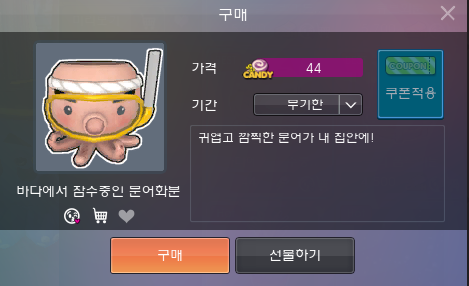 구매
가격
CANDY
44
COUPON
쿠폰적용
기간
무기한
귀엽고 깜찍한 문어가 내 집안에!
바다에서 잠수중인 문어화분
구매
선물하기